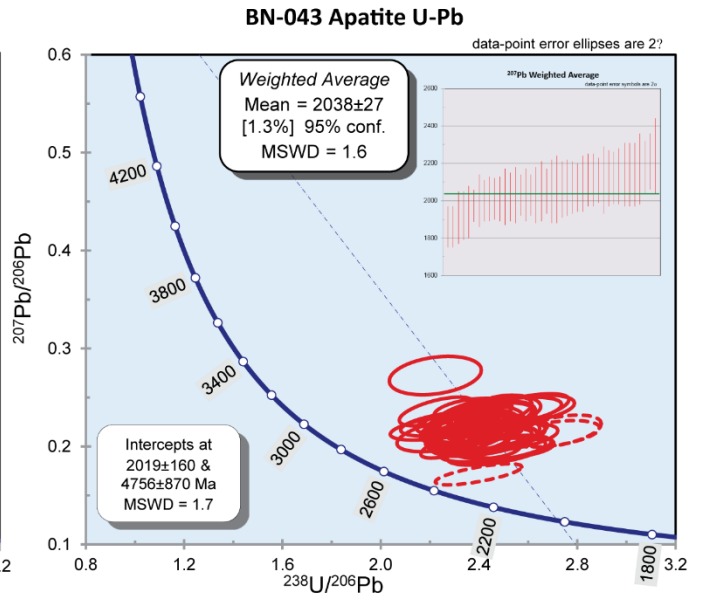 BN-043 Apatite U-Pb
data-point error ellipses are 2?
0.6
0.5
0.4
0.3
0.2
0.1
²⁰⁷Pb/²⁰⁶Pb
Weighted Average
Mean = 2038±27
[1.3%] 95% conf.
MSWD = 1.6
²⁰⁷Pb Weighted Average
data-point error symbols are 2σ
2600
2400
2200
2000
1800
1600
4200
3800
3400
3000
2600
2200
1800
Intercepts at
2019±160 &
4756±870 Ma
MSWD = 1.7
.2
0.8 1.2 1.6 2.0 2.4 2.8 3.2
²³⁸U/²⁰⁶Pb